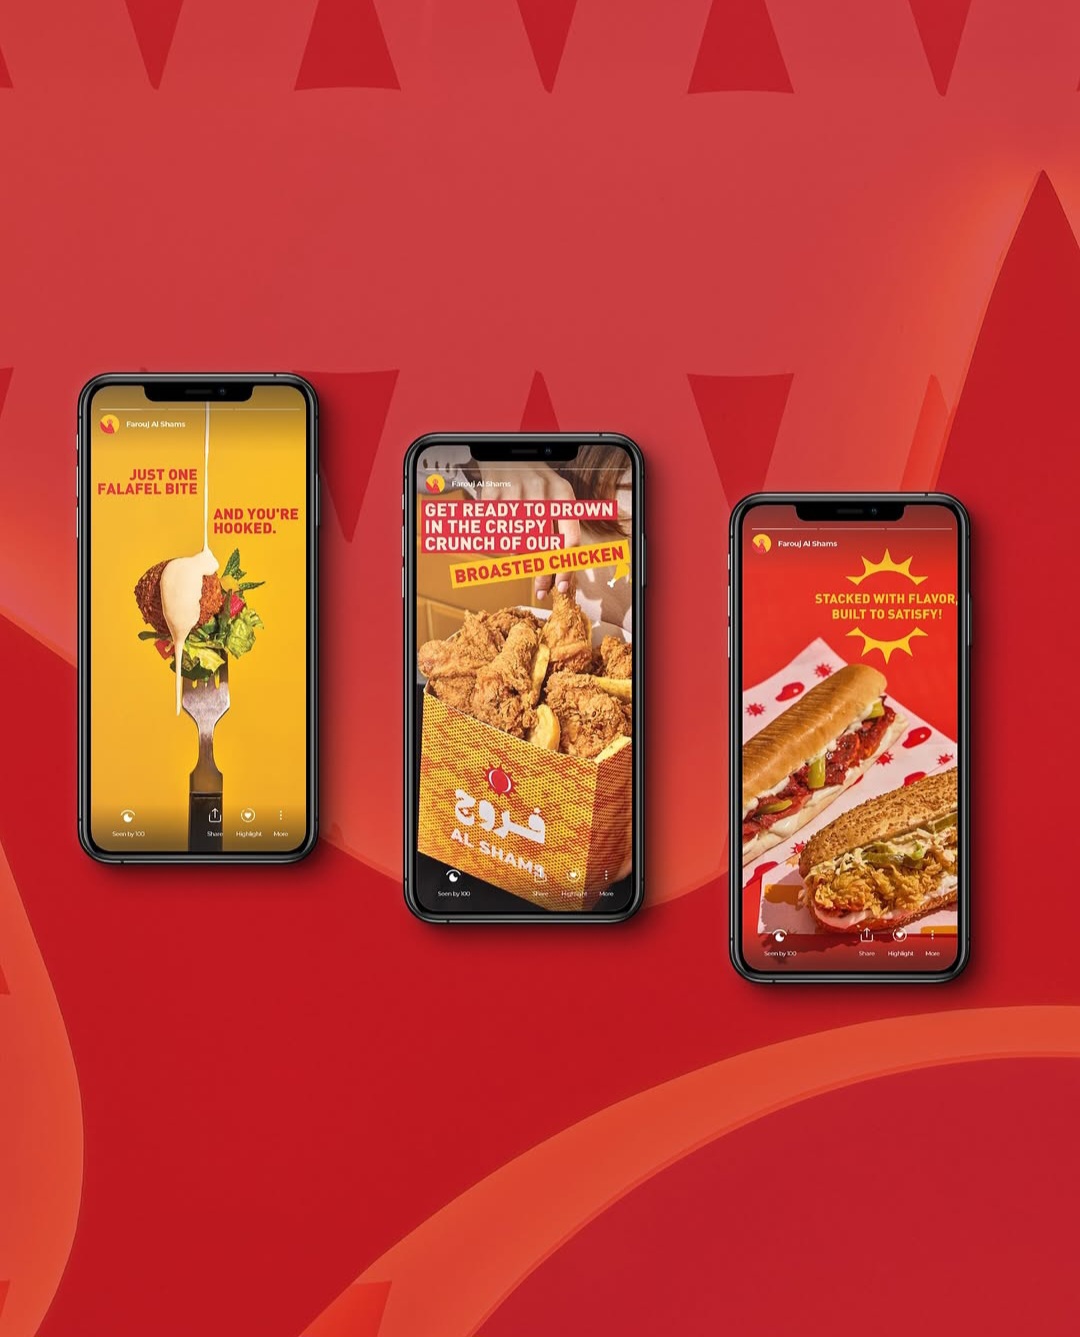 Farouj Al Shams
JUST ONE
FALAFEL BITE
AND YOU'RE
HOOKED.
Seen by 100
Share
Highlight
More
Farouj Al Shams
GET READY TO DROWN
IN THE CRISPY
CRUNCH OF OUR
BROASTED CHICKEN
فروج
AL SHAMS
Seen by 100
Share
Highlight
More
Farouj Al Shams
STACKED WITH FLAVOR,
BUILT TO SATISFY!
Seen by 100
Share
Highlight
More